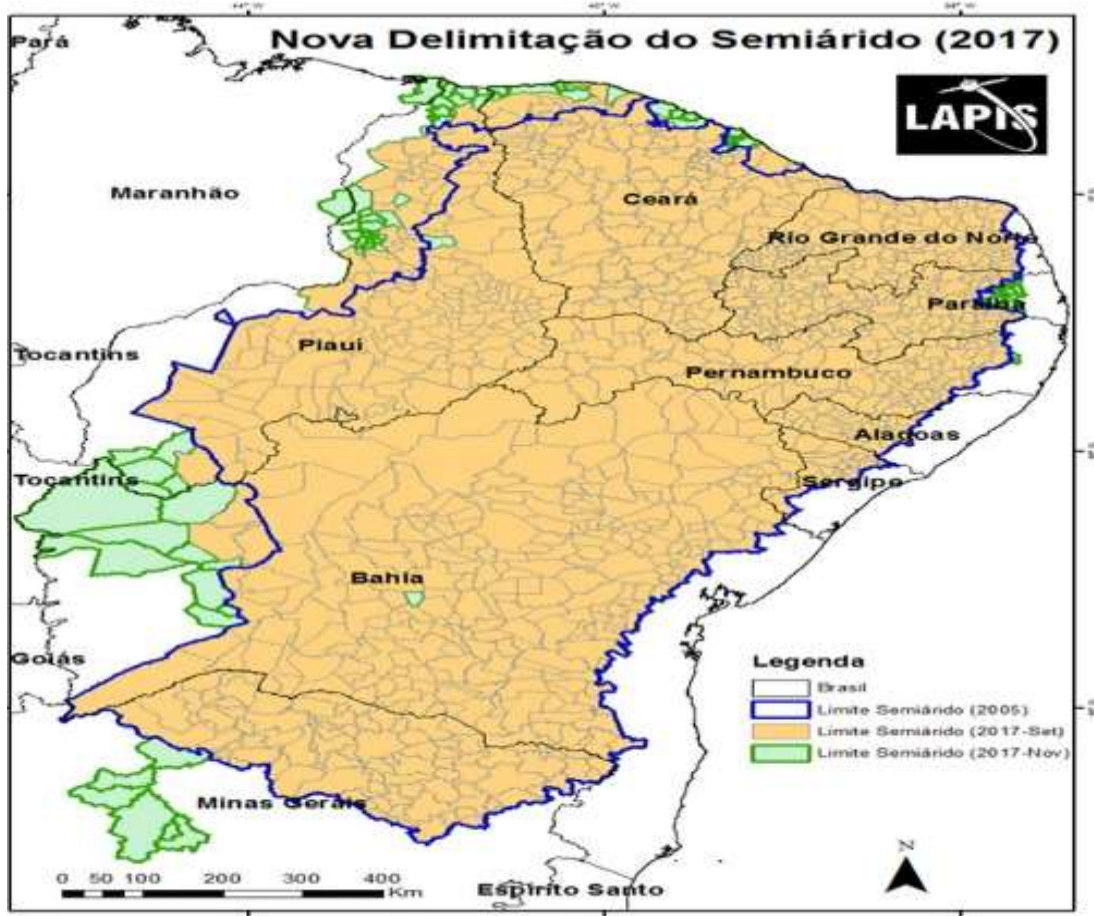 Nova Delimitação do Semiárido (2017)
Pará
LAPIS
Maranhão
Ceará
Rio Grande do Norte
Paraíba
Tocantins
Piauí
Pernambuco
Alagoas
Tocantins
Sergipe
Bahia
Goiás
Legenda
Brasil
Limite Semiárido (2005)
Limite Semiárido (2017-Set)
Limite Semiárido (2017-Nov)
Minas Gerais
N
0 50 100 200 300 400
Km
Espírito Santo